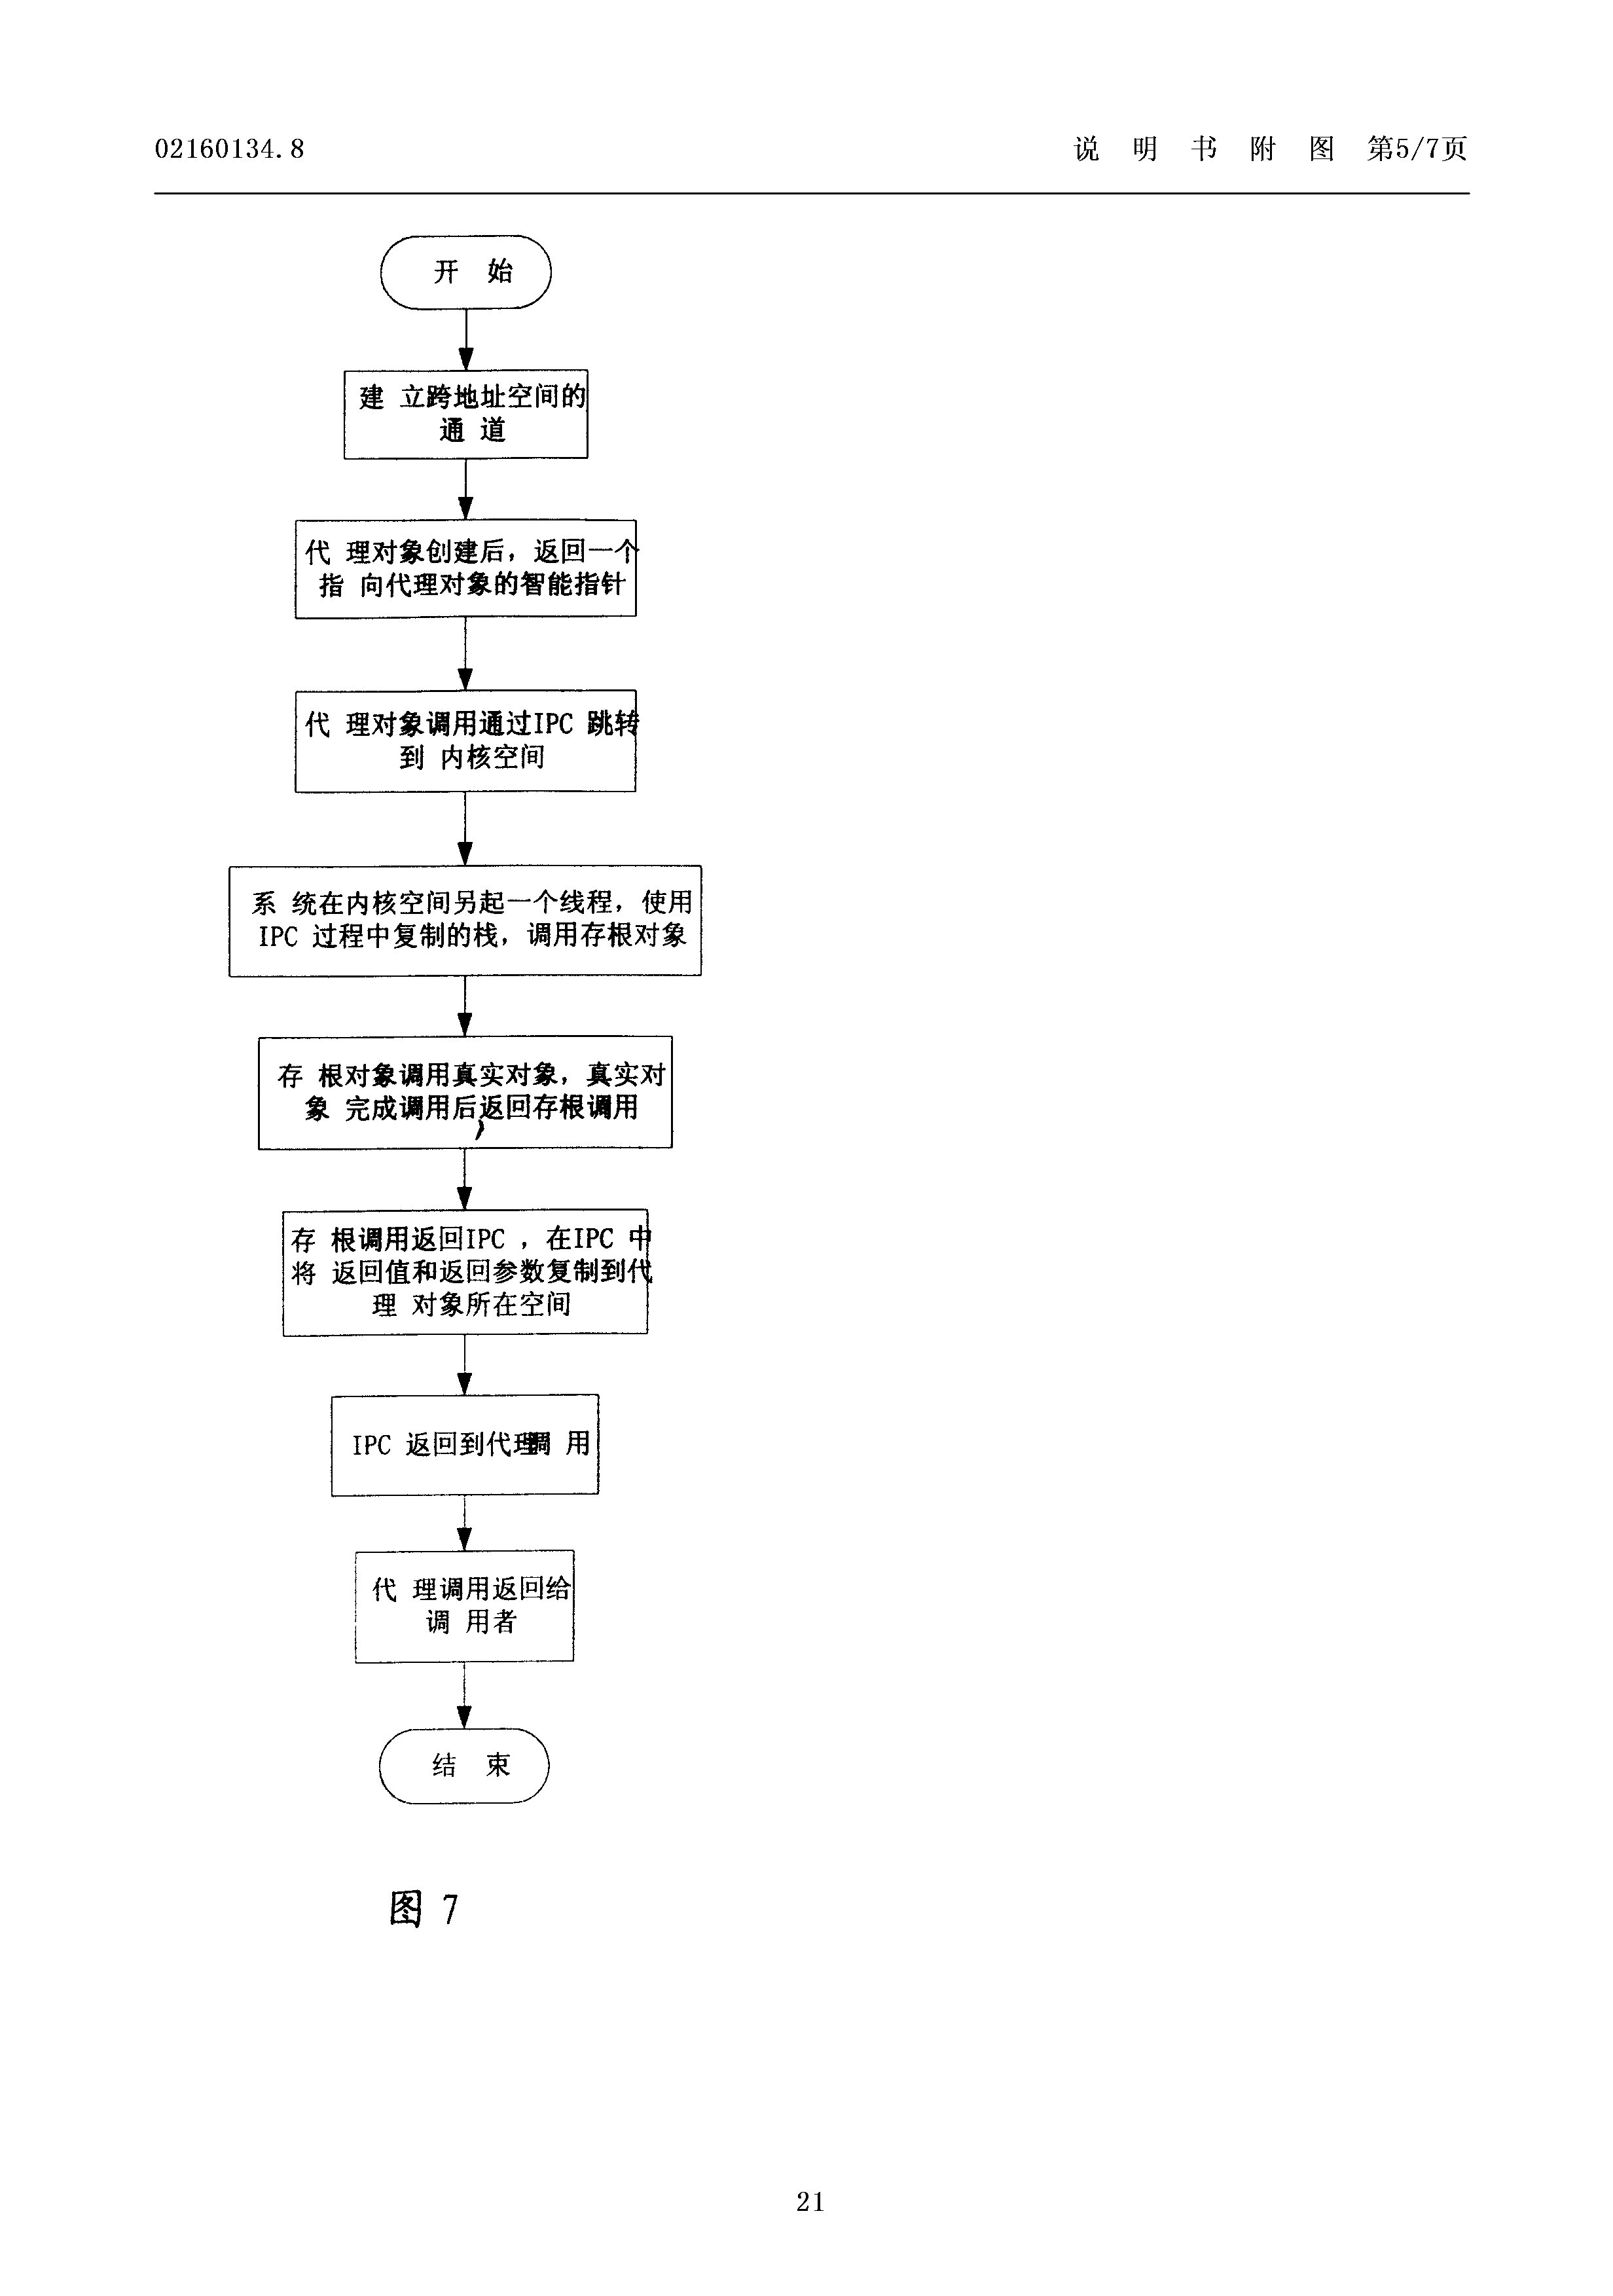 02160134.8
说 明 书 附 图 第5/7页
开 始
建 立跨地址空间的
通 道
代 理对象创建后，返回一个
指 向代理对象的智能指针
代 理对象调用通过IPC 跳转
到 内核空间
系 统在内核空间另起一个线程，使用
IPC 过程中复制的栈，调用存根对象
存 根对象调用真实对象，真实对
象 完成调用后返回存根调用
存 根调用返回IPC ，在IPC 中
将 返回值和返回参数复制到代
理 对象所在空间
IPC 返回到代理调 用
代 理调用返回给
调 用者
结 束
图 7
21